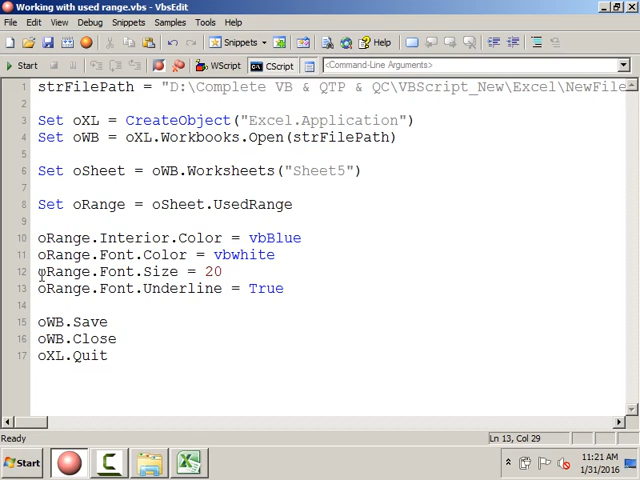 Working with used range.vbs - VbsEdit
File Edit View Debug Snippets Samples Tools Help
Snippets Help
Start WScript CScript <Command-Line Arguments>
1 strFilePath = "D:\Complete VB & QTP & QC\VBScript_New\Excel\NewFile
2
3 Set oXL = CreateObject("Excel.Application")
4 Set oWB = oXL.Workbooks.Open(strFilePath)
5
6 Set oSheet = oWB.Worksheets("Sheet5")
7
8 Set oRange = oSheet.UsedRange
9
10 oRange.Interior.Color = vbBlue
11 oRange.Font.Color = vbwhite
12 oRange.Font.Size = 20
13 oRange.Font.Underline = True
14
15 oWB.Save
16 oWB.Close
17 oXL.Quit
Ready Ln 13, Col 29
Start 11:21 AM
1/31/2016